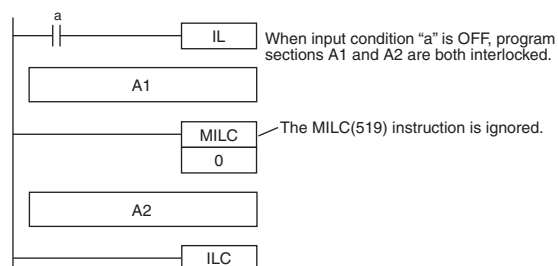 a
IL
When input condition “a” is OFF, program
sections A1 and A2 are both interlocked.
A1
MILC
The MILC(519) instruction is ignored.
0
A2
ILC